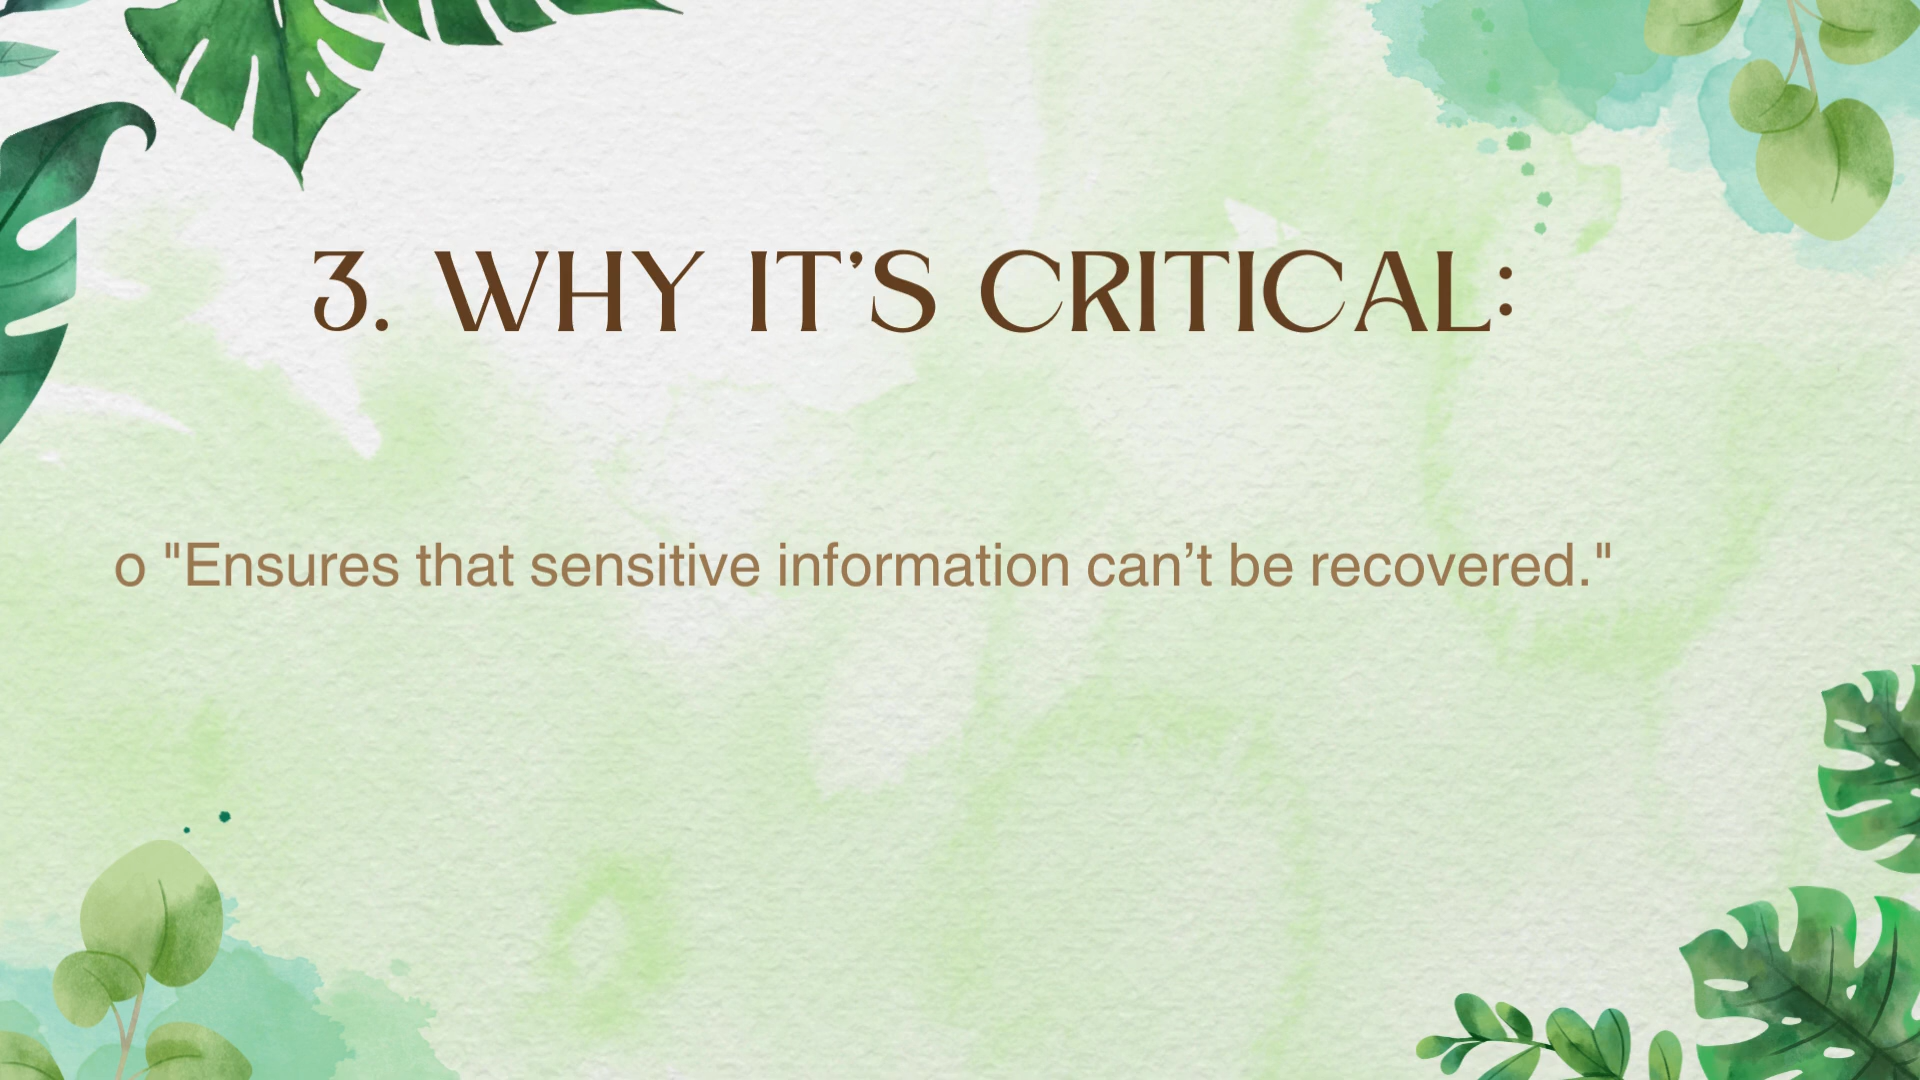 3. WHY IT’S CRITICAL:
o "Ensures that sensitive information can’t be recovered."